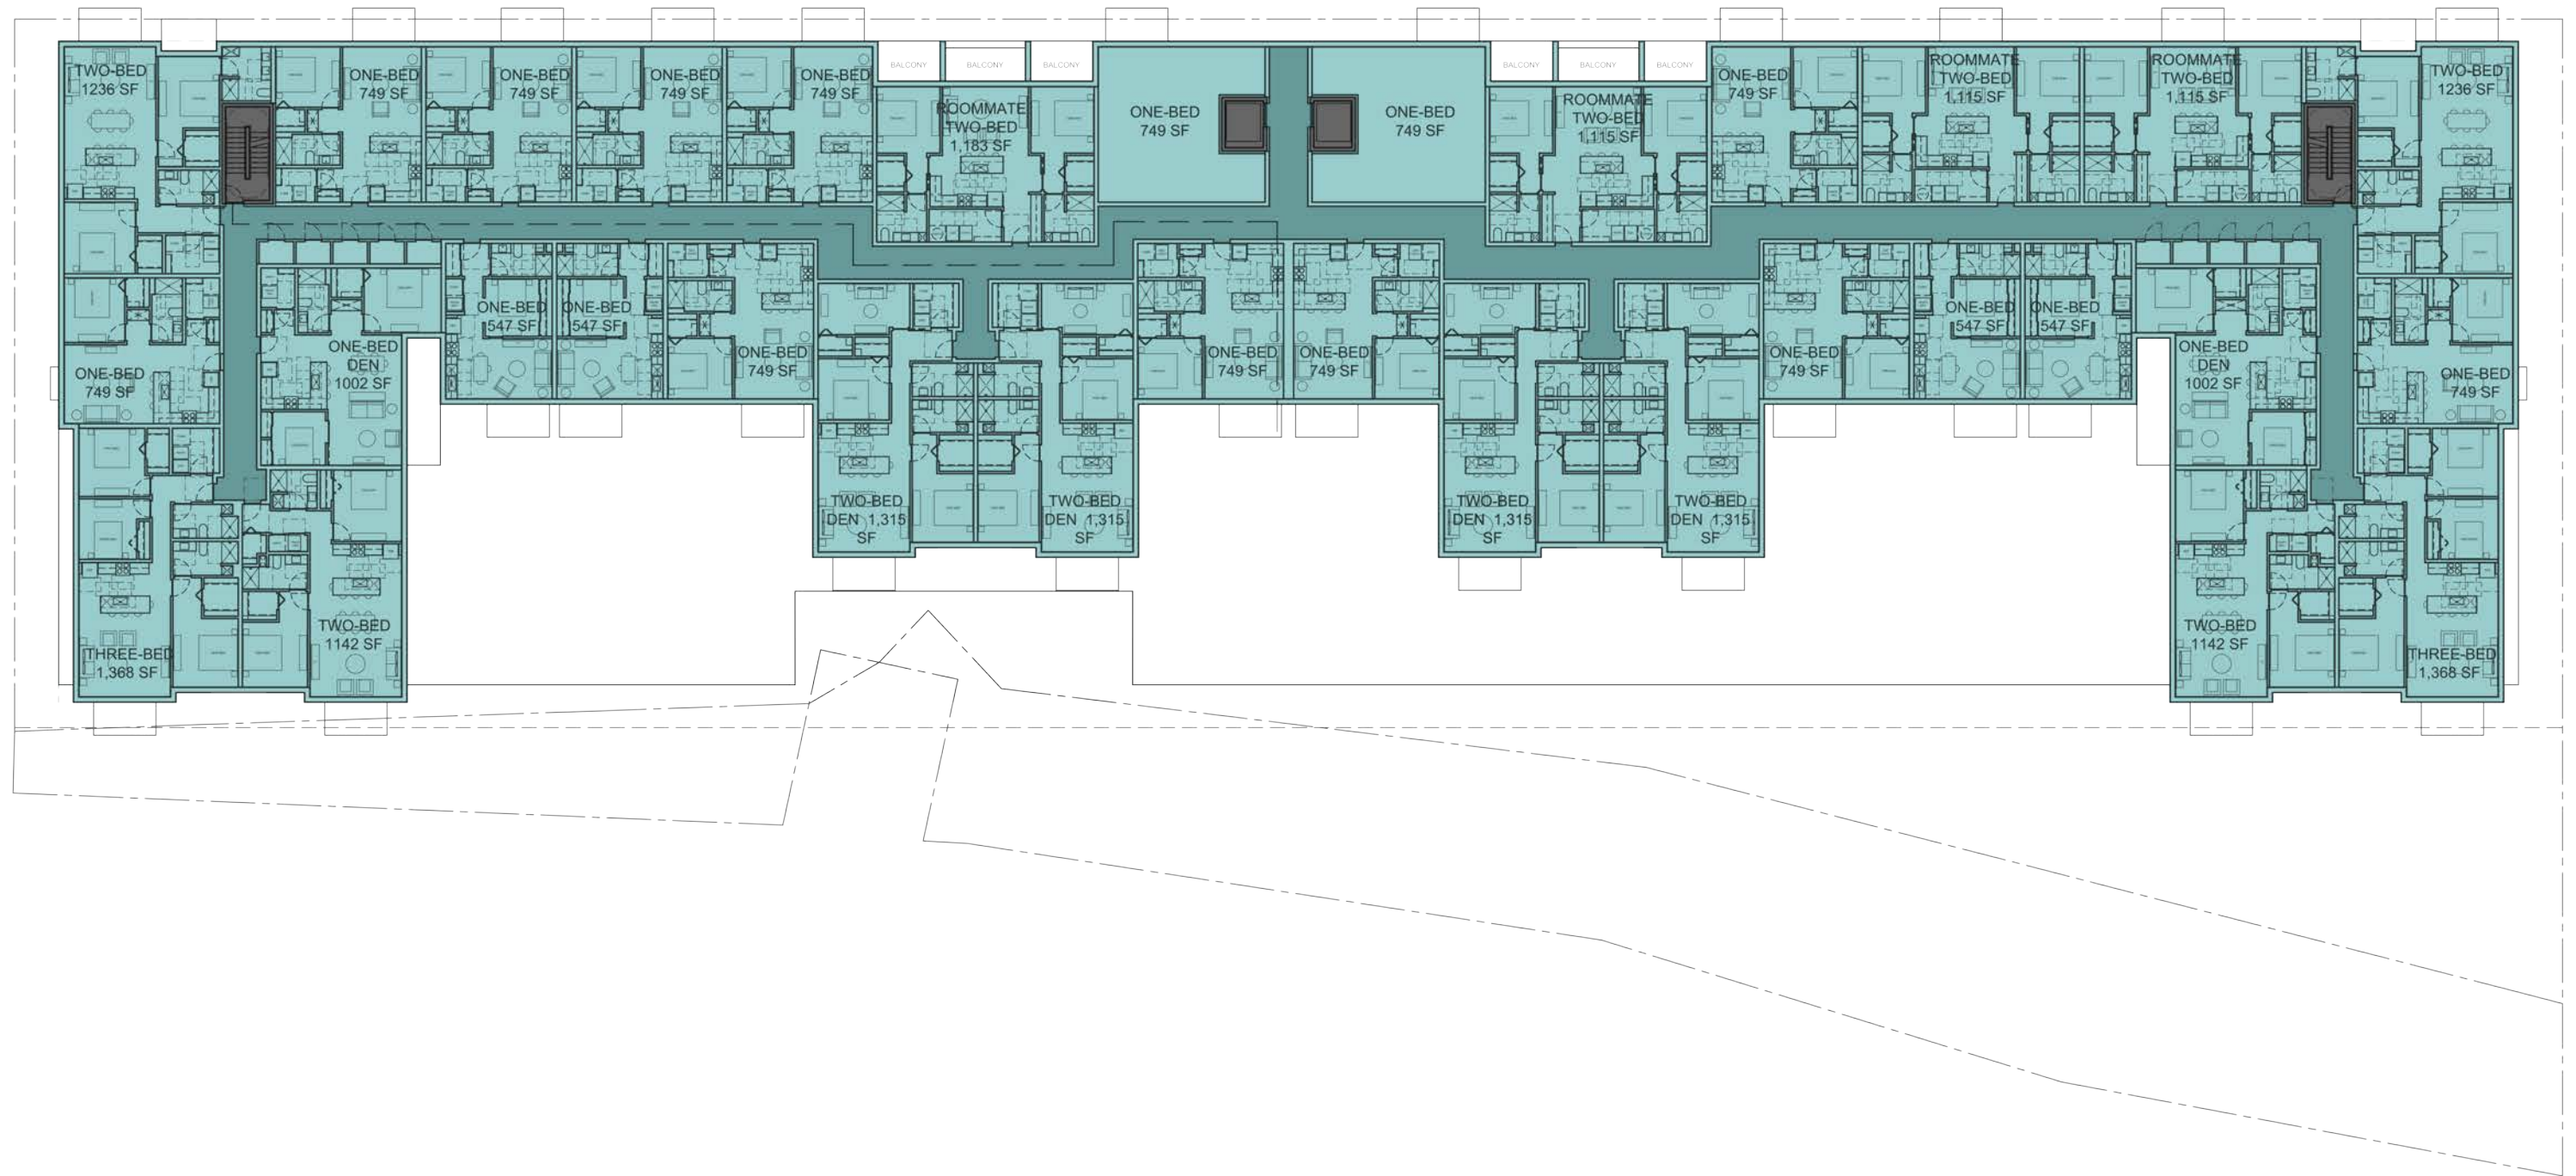 TWO-BED
1236 SF
ONE-BED
749 SF
ONE-BED
749 SF
ONE-BED
749 SF
ONE-BED
749 SF
BALCONY
BALCONY
BALCONY
ROOMMATE
TWO-BED
1,183 SF
ONE-BED
749 SF
ONE-BED
749 SF
BALCONY
BALCONY
BALCONY
ROOMMATE
TWO-BED
1,115 SF
ONE-BED
749 SF
ROOMMATE
TWO-BED
1,115 SF
ROOMMATE
TWO-BED
1,115 SF
TWO-BED
1236 SF
ONE-BED
749 SF
ONE-BED
DEN
1002 SF
ONE-BED
547 SF
ONE-BED
547 SF
ONE-BED
749 SF
ONE-BED
749 SF
ONE-BED
749 SF
ONE-BED
749 SF
ONE-BED
547 SF
ONE-BED
547 SF
ONE-BED
DEN
1002 SF
ONE-BED
749 SF
TWO-BED
DEN 1,315
SF
TWO-BED
DEN 1,315
SF
TWO-BED
DEN 1,315
SF
TWO-BED
DEN 1,315
SF
THREE-BED
1,368 SF
TWO-BED
1142 SF
TWO-BED
1142 SF
THREE-BED
1,368 SF